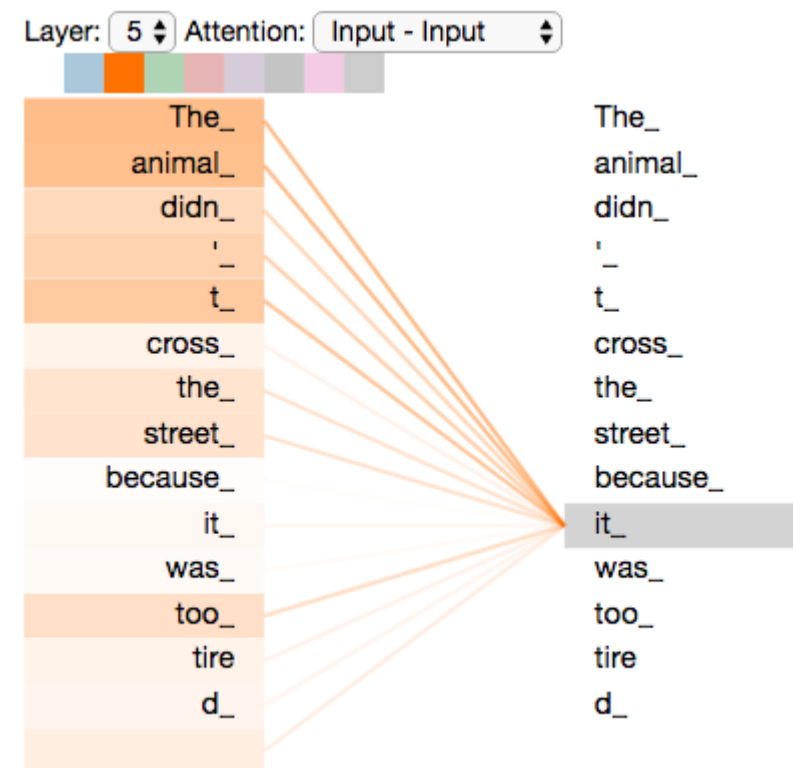 Layer: 5 Attention: Input - Input
The_ The_
animal_ animal_
didn_ didn_
'_ '_
t_ t_
cross_ cross_
the_ the_
street_ street_
because_ because_
it_ it_
was_ was_
too_ too_
tire tire
d_ d_